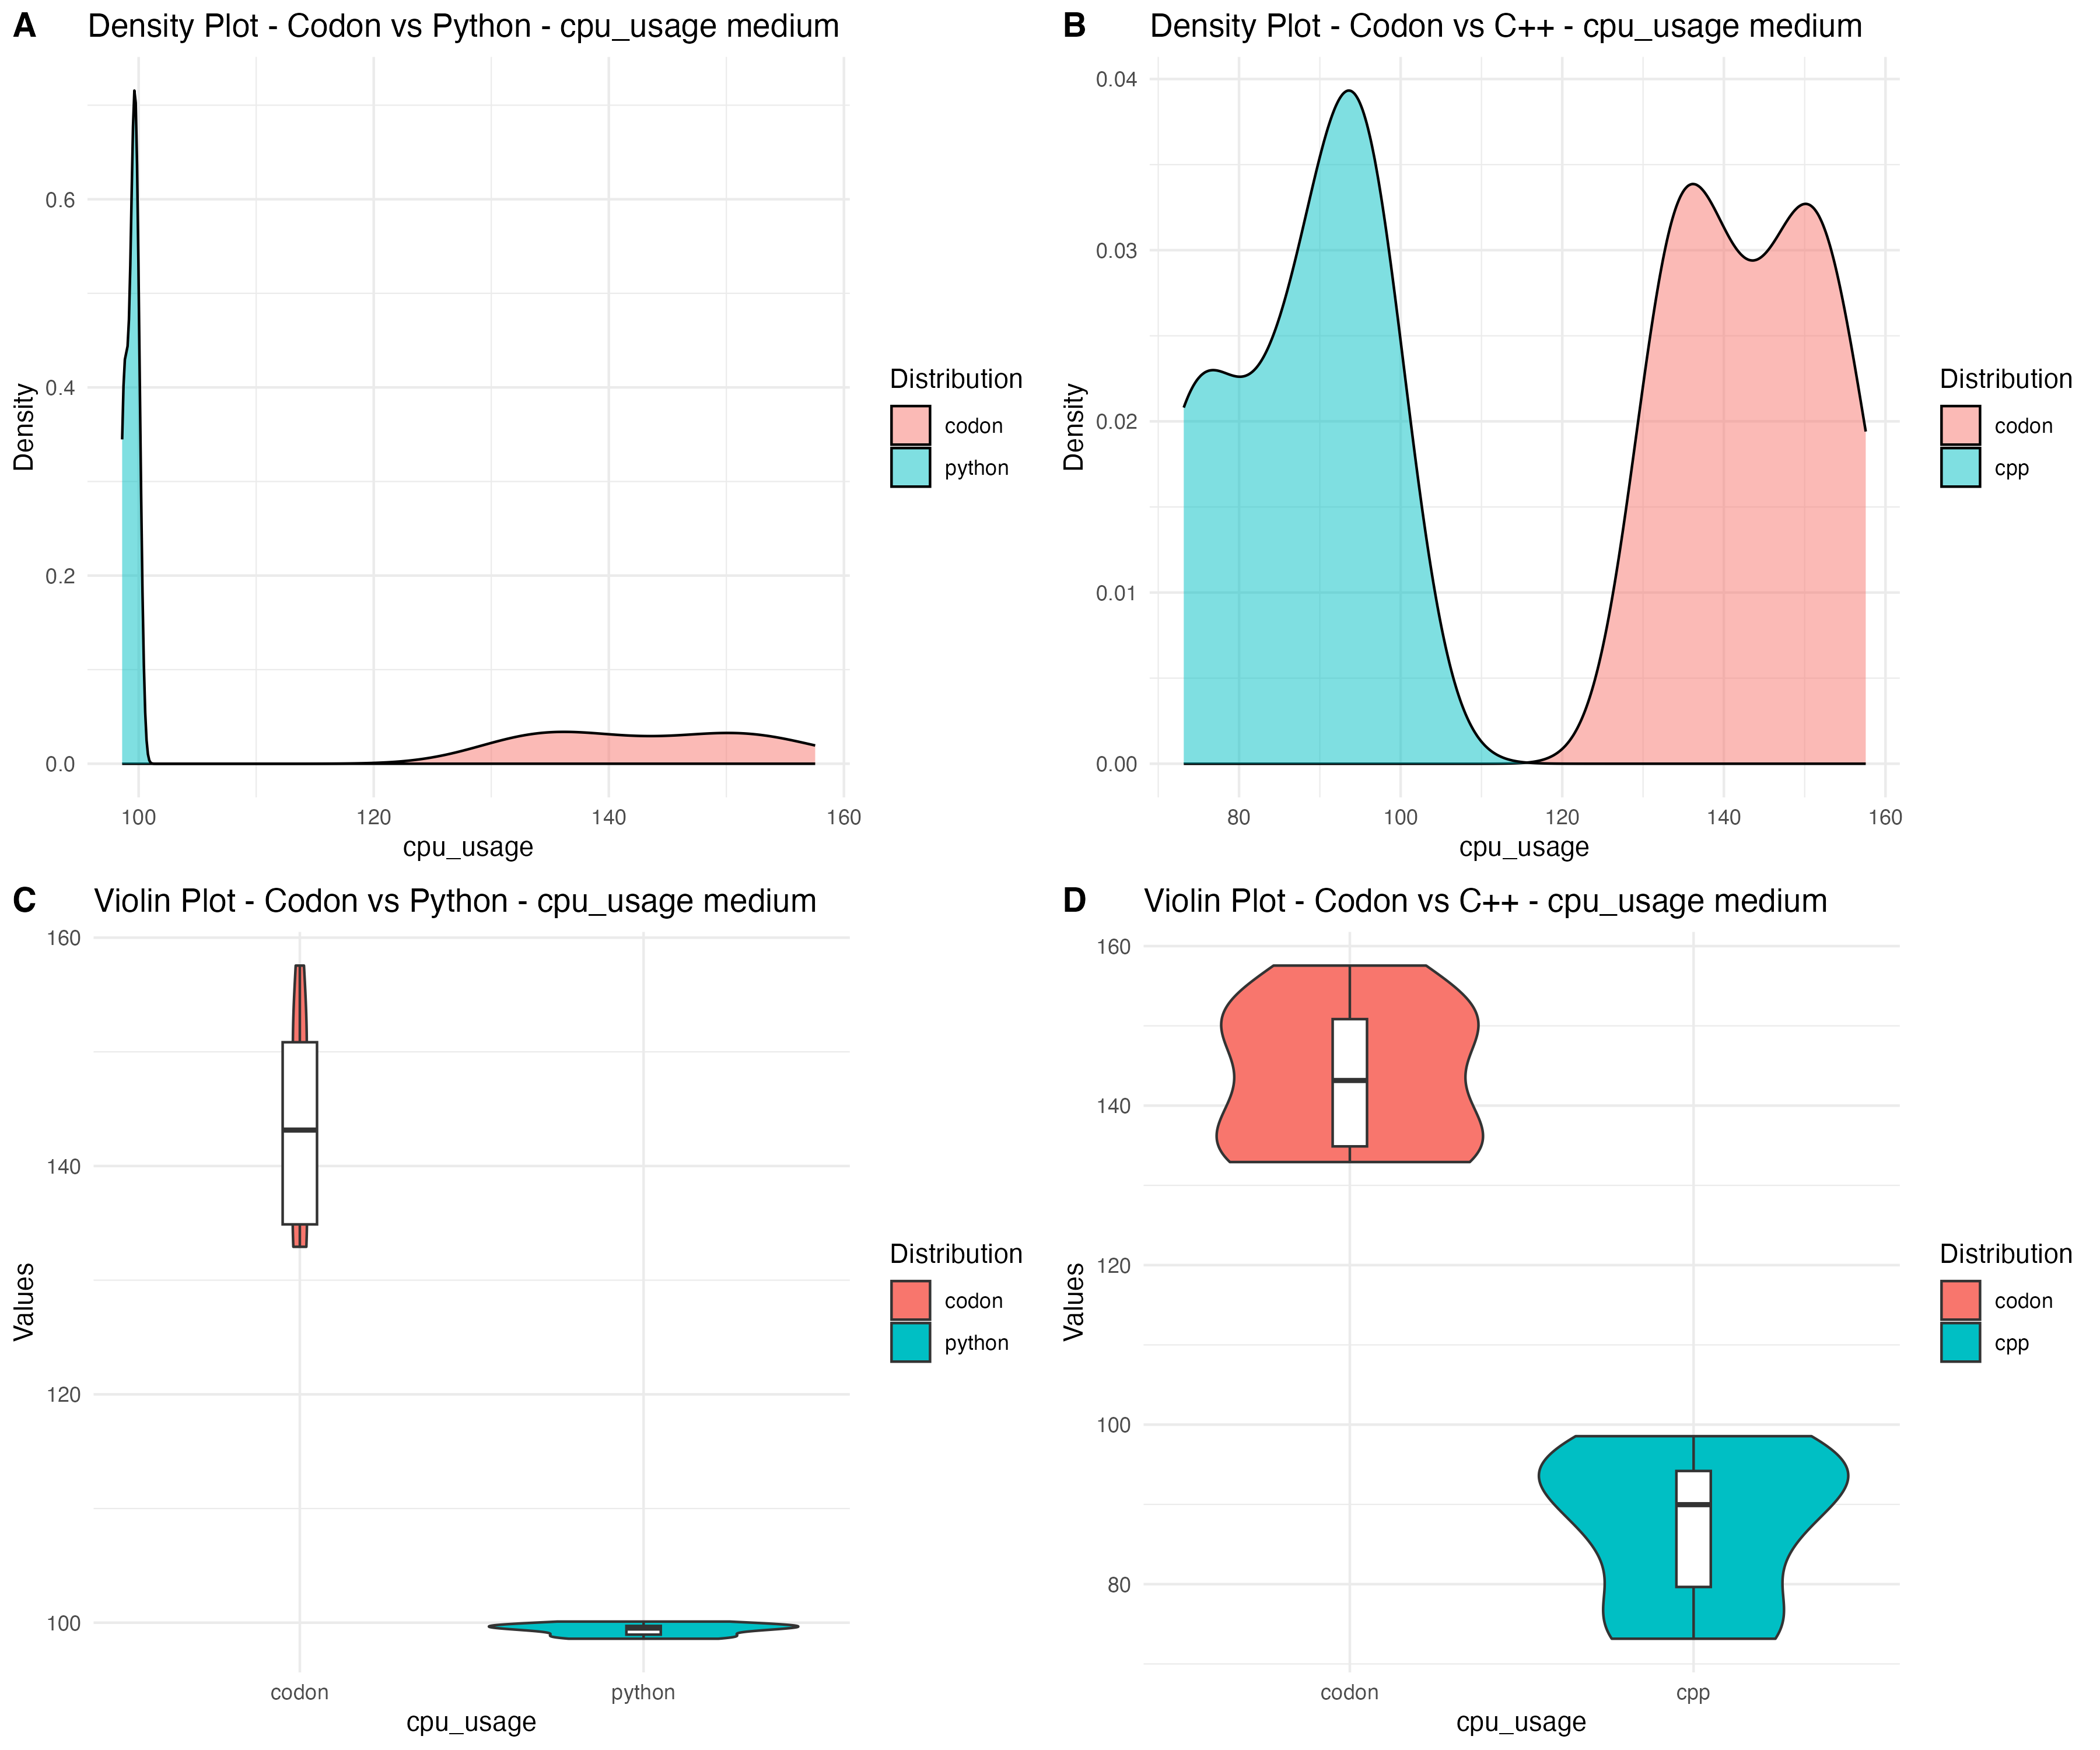 A Density Plot - Codon vs Python - cpu_usage medium
Density
0.6
0.4
0.2
0.0
100 120 140 160
cpu_usage
Distribution
codon
python
B Density Plot - Codon vs C++ - cpu_usage medium
Density
0.04
0.03
0.02
0.01
0.00
80 100 120 140 160
cpu_usage
Distribution
codon
cpp
C Violin Plot - Codon vs Python - cpu_usage medium
Values
160
140
120
100
codon python
cpu_usage
Distribution
codon
python
D Violin Plot - Codon vs C++ - cpu_usage medium
Values
160
140
120
100
80
codon cpp
cpu_usage
Distribution
codon
cpp